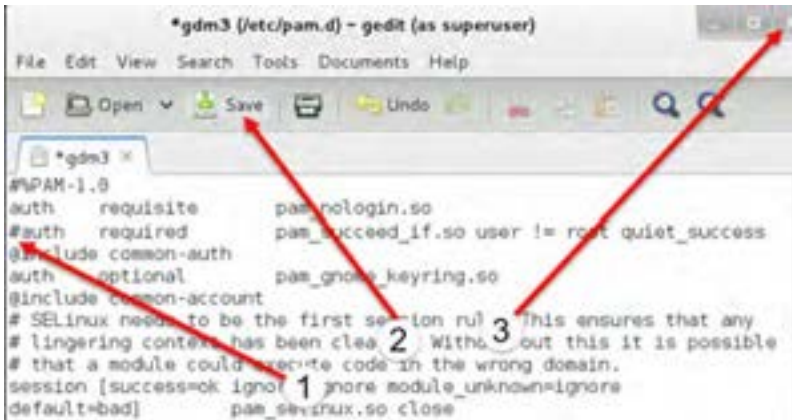 *gdm3 (/etc/pam.d) - gedit (as superuser)
File Edit View Search Tools Documents Help
Open Save Undo
*gdm3 ×
#%PAM-1.0
auth requisite pam_nologin.so
#auth required pam_succeed_if.so user != root quiet_success
@include common-auth
auth optional pam_gnome_keyring.so
@include common-account
# SELinux needs to be the first session rule. This ensures that any
# lingering context has been cleared. Without this it is possible
# that a module could execute code in the wrong domain.
session [success=ok ignore=ignore module_unknown=ignore
default=bad] pam_selinux.so close
1
2
3